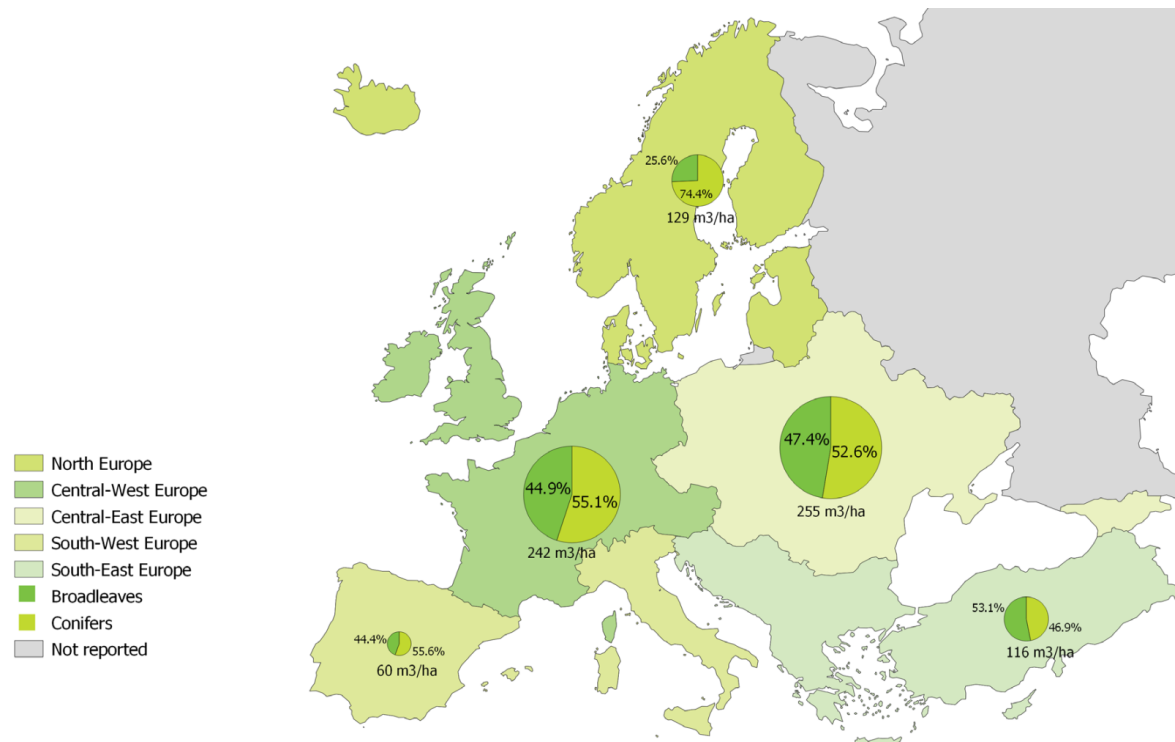 25.6%
74.4%
129 m3/ha
47.4%
52.6%
255 m3/ha
44.9%
55.1%
242 m3/ha
53.1%
46.9%
116 m3/ha
44.4%
55.6%
60 m3/ha
North Europe
Central-West Europe
Central-East Europe
South-West Europe
South-East Europe
Broadleaves
Conifers
Not reported